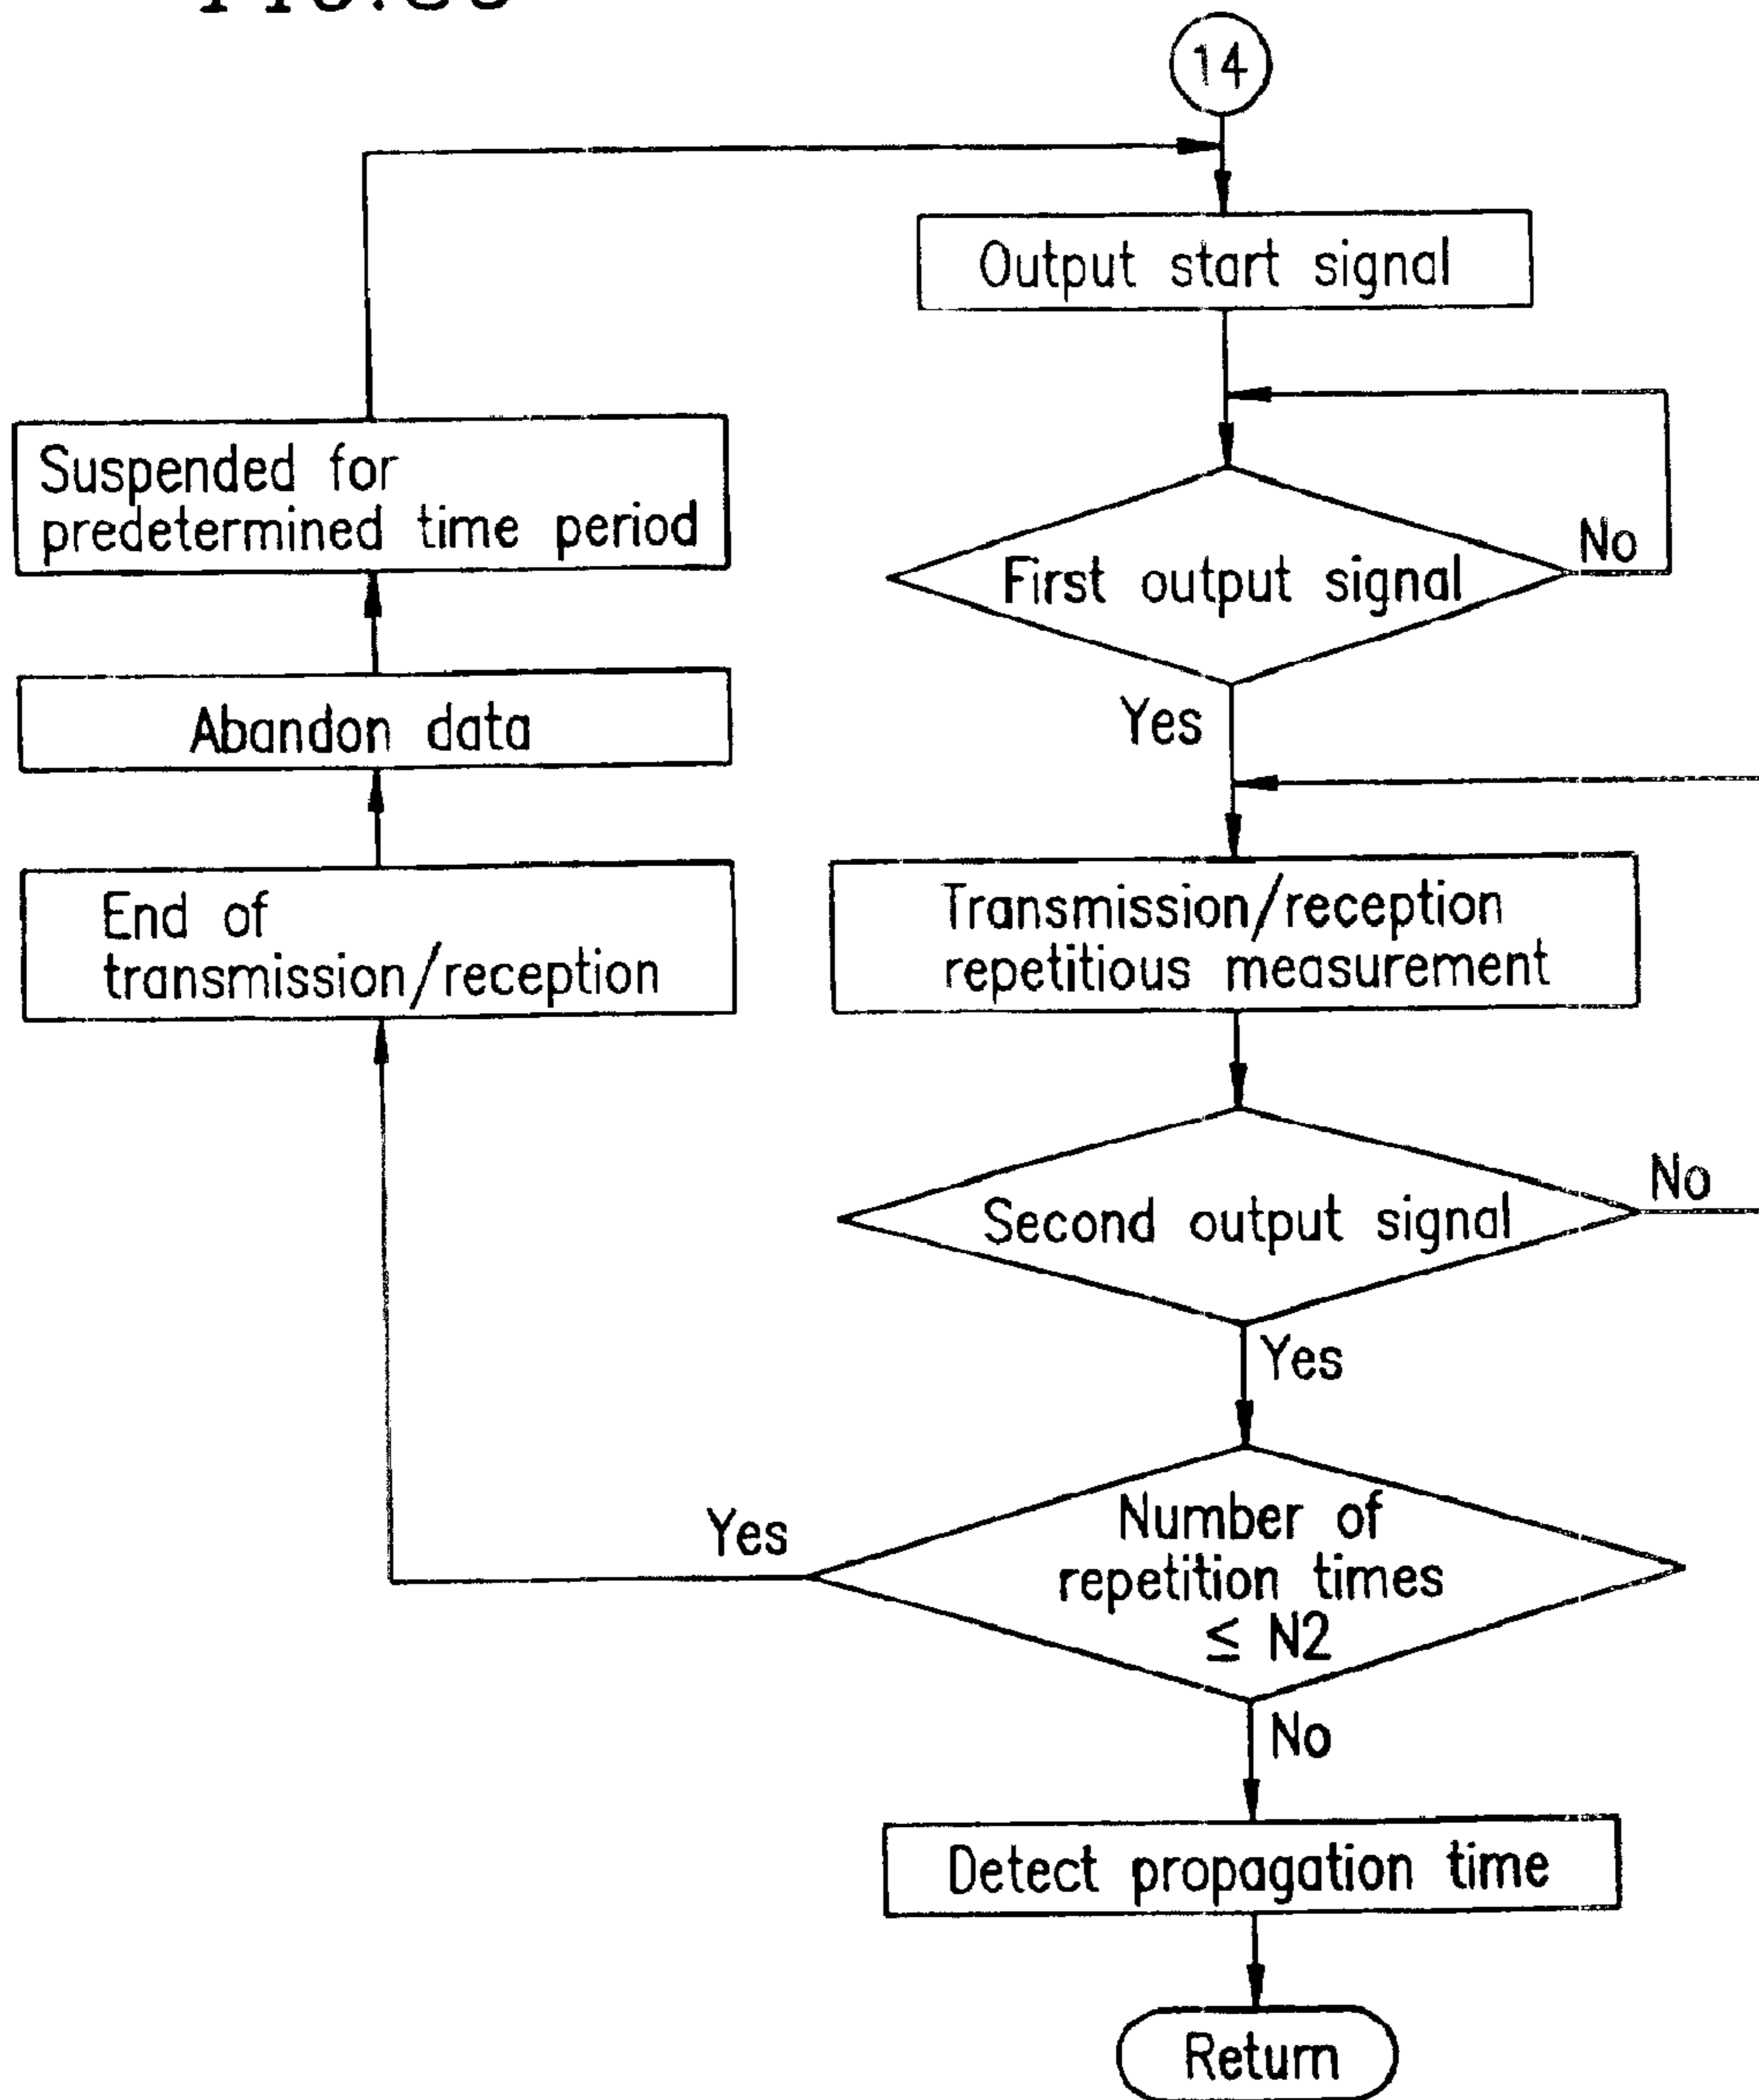 14
Output start signal
First output signal
No
Yes
Transmission/reception
repetitious measurement
Second output signal
No
Yes
Number of
repetition times
≤ N2
Yes
No
Detect propagation time
Return
End of
transmission/reception
Abandon data
Suspended for
predetermined time period